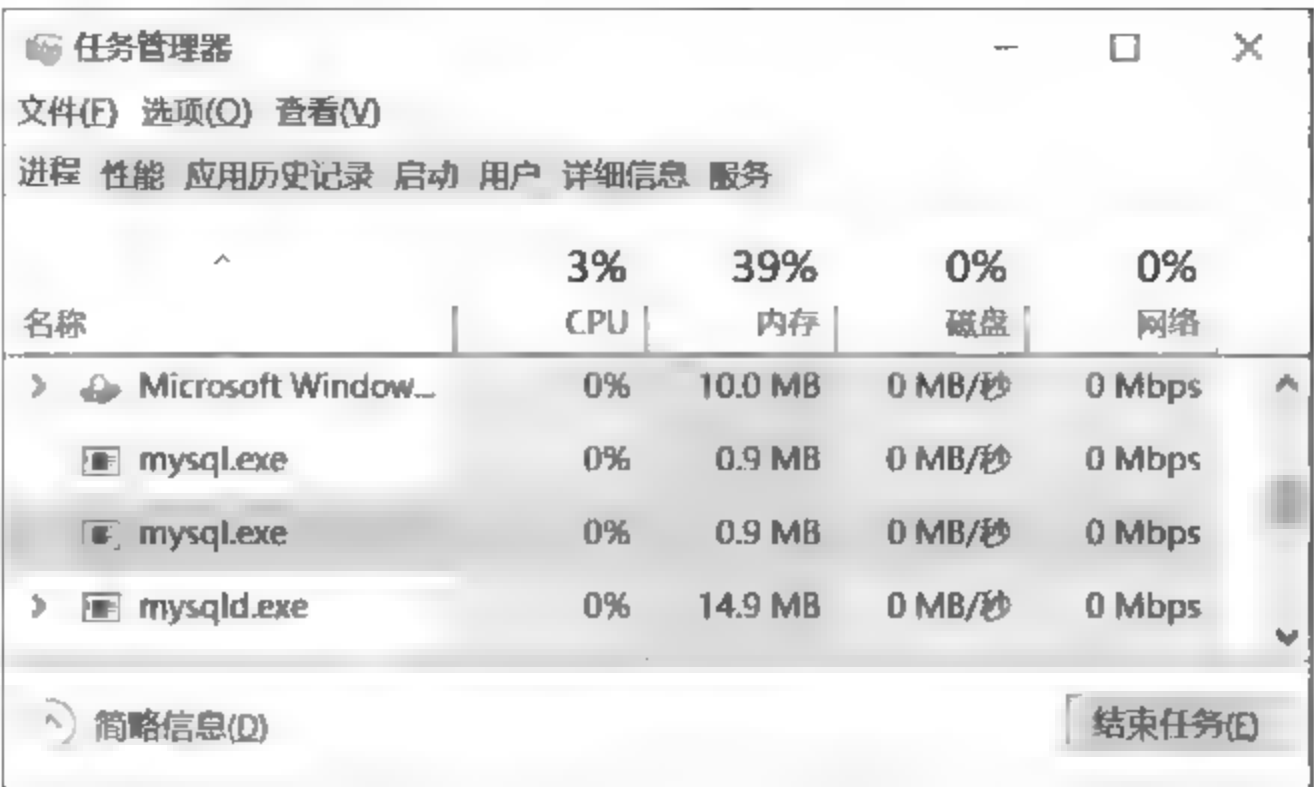 任务管理器
文件(F) 选项(O) 查看(V)
进程 性能 应用历史记录 启动 用户 详细信息 服务
3% 39% 0% 0%
名称 CPU 内存 磁盘 网络
Microsoft Window... 0% 10.0 MB 0 MB/秒 0 Mbps
mysql.exe 0% 0.9 MB 0 MB/秒 0 Mbps
mysql.exe 0% 0.9 MB 0 MB/秒 0 Mbps
mysqld.exe 0% 14.9 MB 0 MB/秒 0 Mbps
简略信息(D) 结束任务(E)